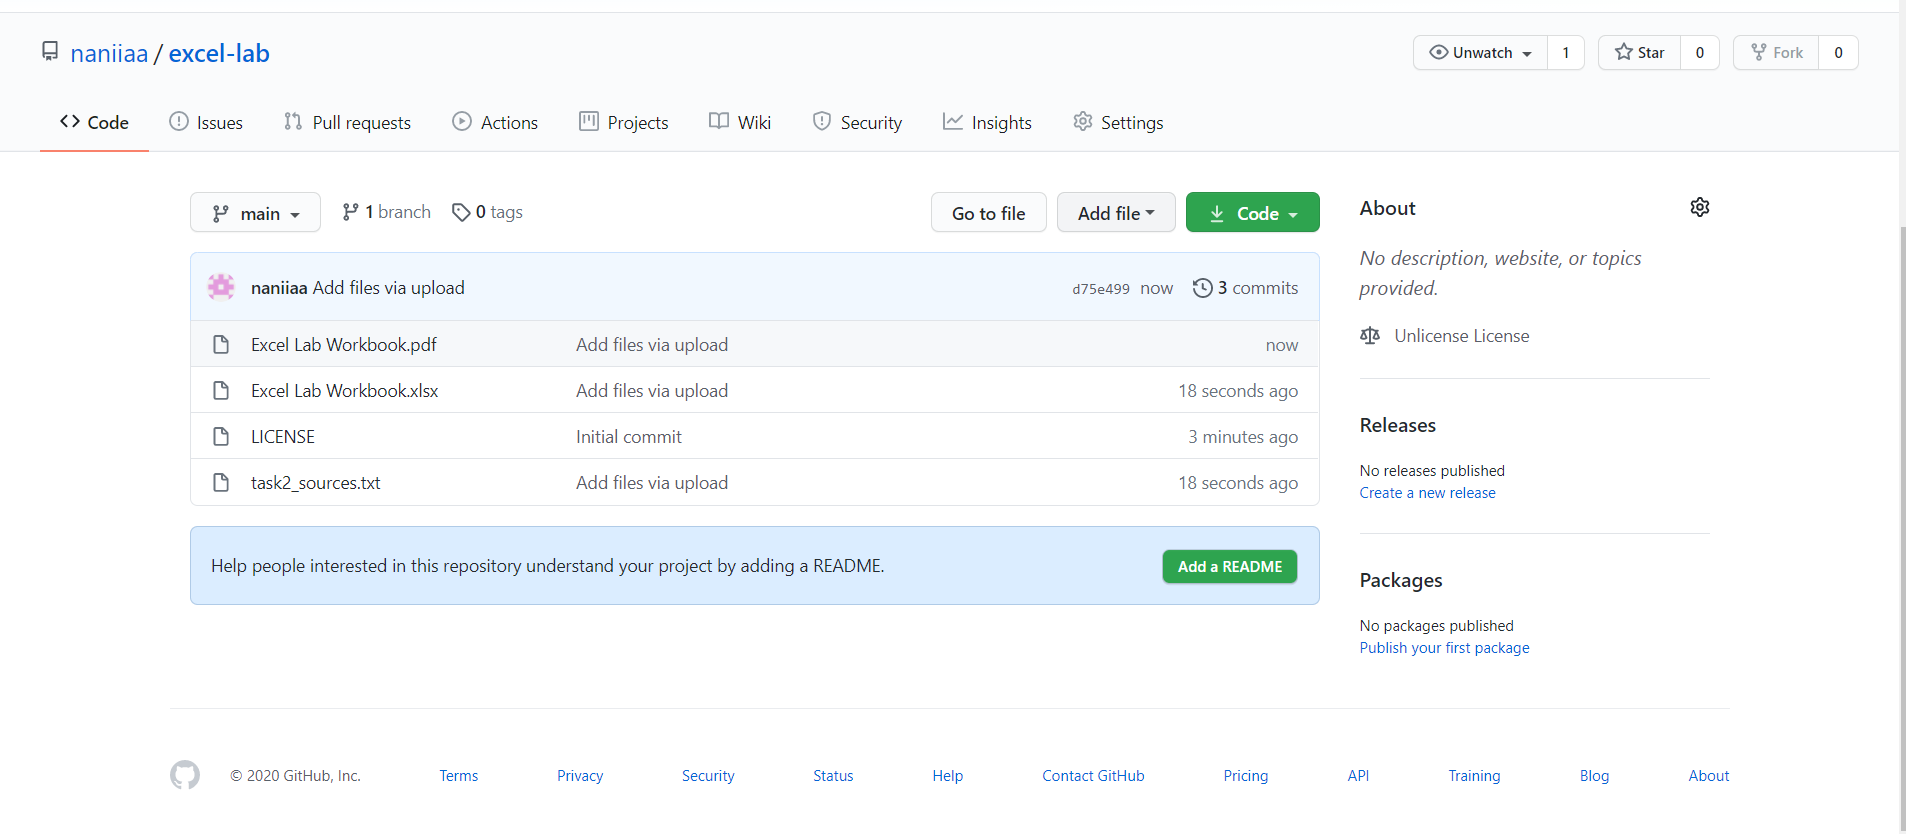 naniiaa / excel-lab
Unwatch 1 Star 0 Fork 0
Code Issues Pull requests Actions Projects Wiki Security Insights Settings
main 1 branch 0 tags Go to file Add file Code
naniiaa Add files via upload d75e499 now 3 commits
Excel Lab Workbook.pdf Add files via upload now
Excel Lab Workbook.xlsx Add files via upload 18 seconds ago
LICENSE Initial commit 3 minutes ago
task2_sources.txt Add files via upload 18 seconds ago
Help people interested in this repository understand your project by adding a README. Add a README
About
No description, website, or topics
provided.
Unlicense License
Releases
No releases published
Create a new release
Packages
No packages published
Publish your first package
© 2020 GitHub, Inc. Terms Privacy Security Status Help Contact GitHub Pricing API Training Blog About